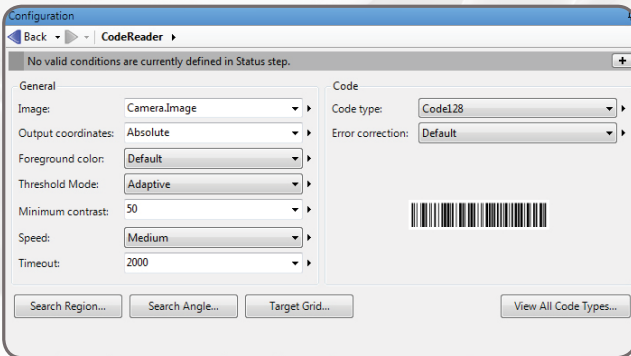 Configuration
Back CodeReader
No valid conditions are currently defined in Status step. +
General
Image: Camera.Image
Output coordinates: Absolute
Foreground color: Default
Threshold Mode: Adaptive
Minimum contrast: 50
Speed: Medium
Timeout: 2000
Search Region... Search Angle... Target Grid...
Code
Code type: Code128
Error correction: Default
View All Code Types...